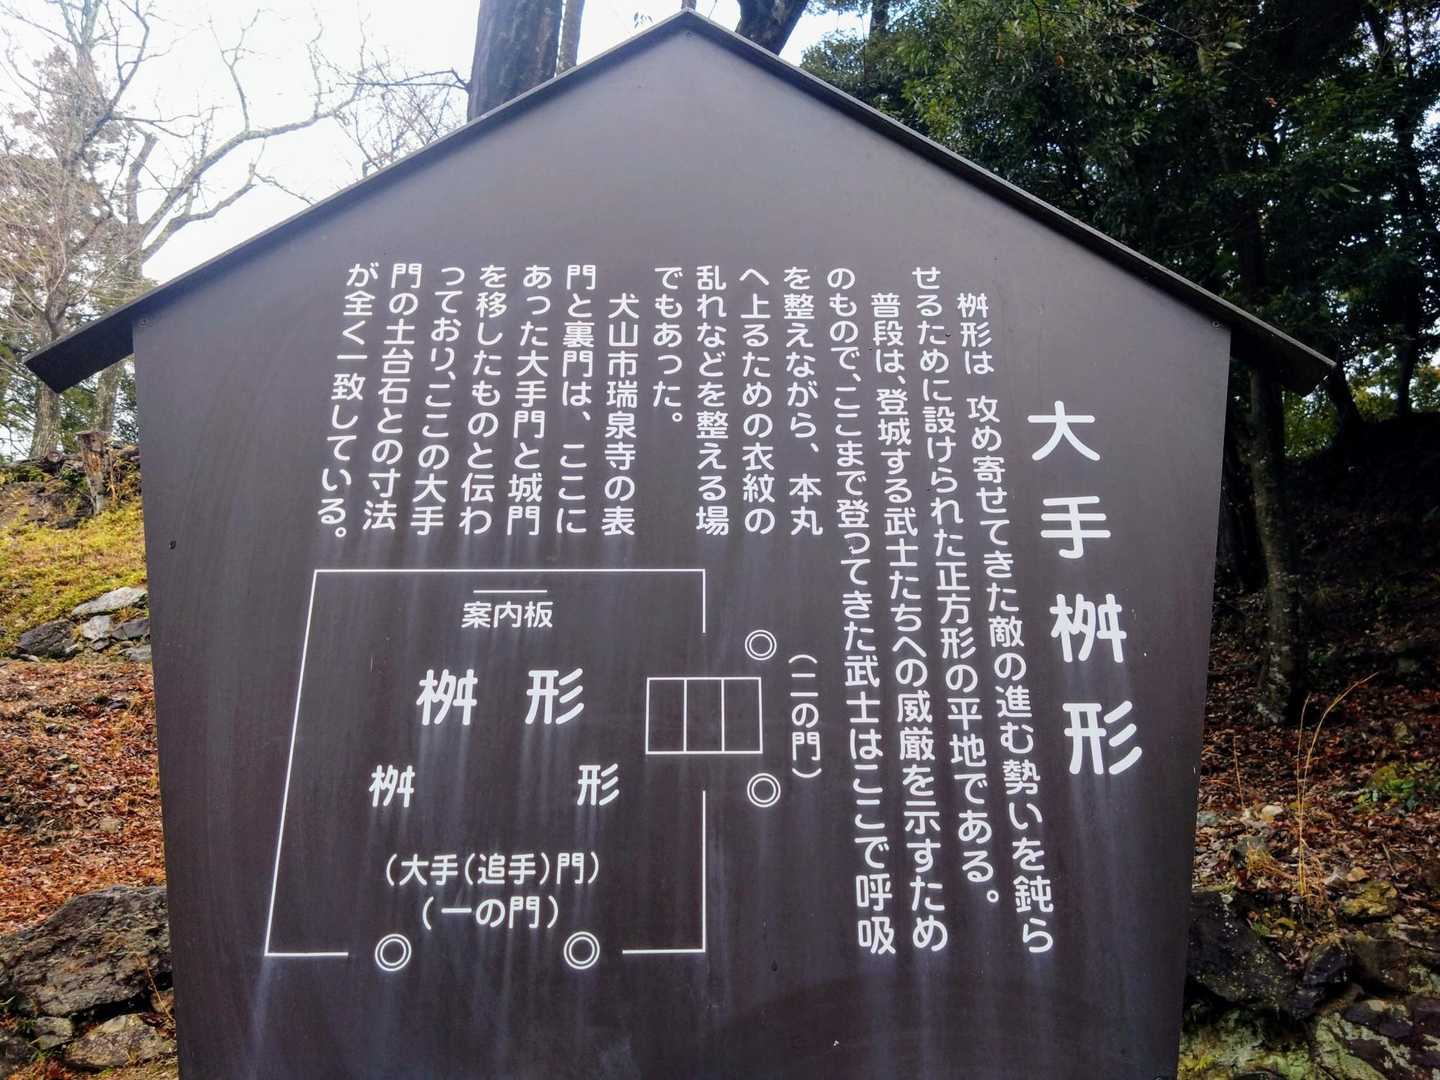 大手桝形
桝形は 攻め寄せてきた敵の進む勢いを鈍ら
せるために設けられた正方形の平地である。
普段は、登城する武士たちへの威厳を示すため
のもので、ここまで登ってきた武士はここで呼吸
を整えながら、本丸
へ上るための衣紋の
乱れなどを整える場
でもあった。
犬山市瑞泉寺の表
門と裏門は、ここに
あった大手門と城門
を移したものと伝わ
っており、ここの大手
門の土台石との寸法
が全く一致している。
案内板
桝 形
桝 形
(二の門)
(大手(追手)門)
(一の門)